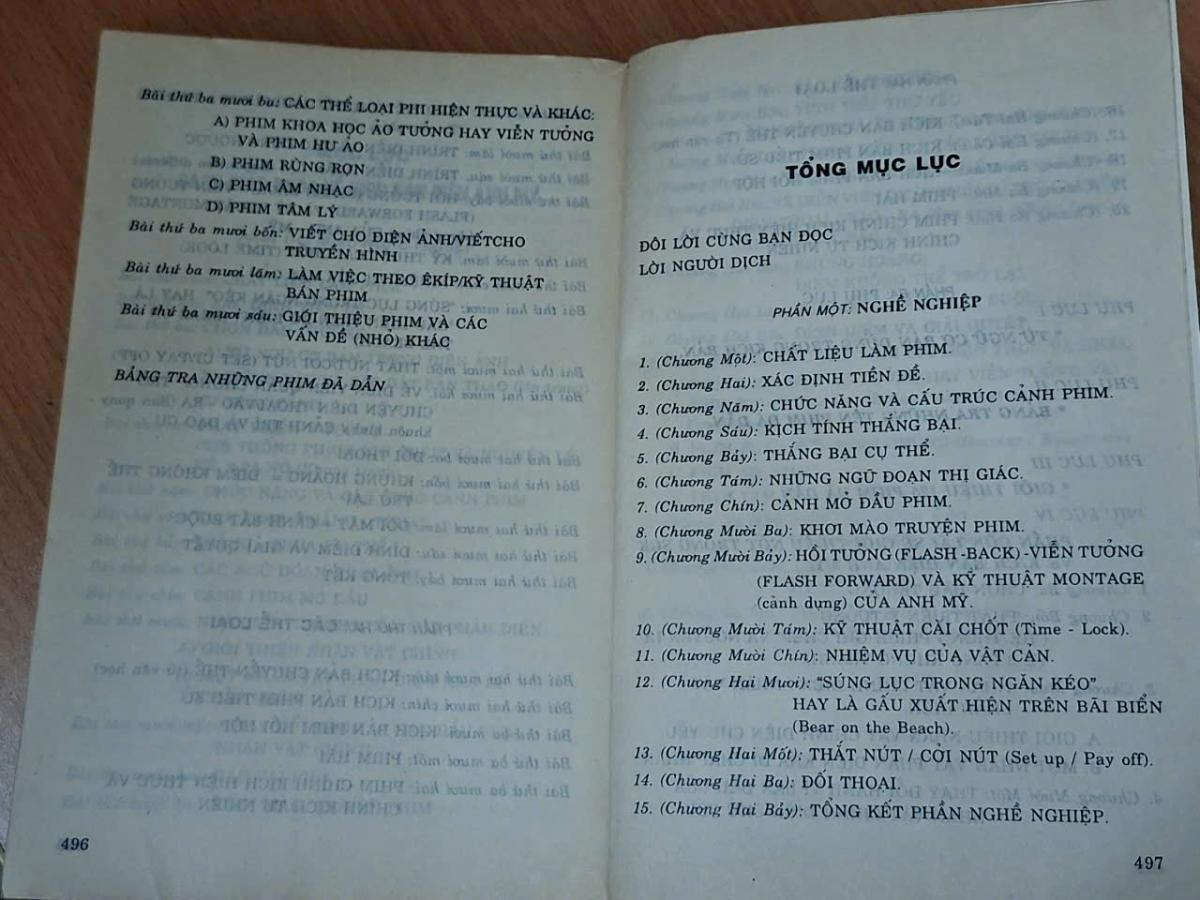 Bài thứ ba mươi ba: CÁC THỂ LOẠI PHI HIỆN THỰC VÀ KHÁC:
A) PHIM KHOA HỌC ẢO TƯỞNG HAY VIỄN TƯỞNG
VÀ PHIM HƯ ẢO
B) PHIM RÙNG RỢN
C) PHIM ÂM NHẠC
D) PHIM TÂM LÝ
Bài thứ ba mươi bốn: VIẾT CHO ĐIỆN ẢNH/VIẾTCHO
TRUYỀN HÌNH
Bài thứ ba mươi lăm: LÀM VIỆC THEO ÊKÍP/KỸ THUẬT
BÁN PHIM
Bài thứ ba mươi sáu: GIỚI THIỆU PHIM VÀ CÁC
VẤN ĐỀ (NHỎ) KHÁC
BẢNG TRA NHỮNG PHIM ĐÃ DẪN
496
TỔNG MỤC LỤC
ĐÔI LỜI CÙNG BẠN ĐỌC
LỜI NGƯỜI DỊCH
PHẦN MỘT: NGHỀ NGHIỆP
1. (Chương Một): CHẤT LIỆU LÀM PHIM.
2. (Chương Hai): XÁC ĐỊNH TIỀN ĐỀ.
3. (Chương Năm): CHỨC NĂNG VÀ CẤU TRÚC CẢNH PHIM.
4. (Chương Sáu): KỊCH TÍNH THẮNG BẠI.
5. (Chương Bảy): THẮNG BẠI CỤ THỂ.
6. (Chương Tám): NHỮNG NGỮ ĐOẠN THỊ GIÁC.
7. (Chương Chín): CẢNH MỞ ĐẦU PHIM.
8. (Chương Mười Ba): KHƠI MÀO TRUYỆN PHIM.
9. (Chương Mười Bảy): HỒI TƯỞNG (FLASH -BACK) -VIỄN TƯỞNG
(FLASH FORWARD) VÀ KỸ THUẬT MONTAGE
(cảnh dựng) CỦA ANH MỸ.
10. (Chương Mười Tám): KỸ THUẬT CÀI CHỐT (Time - Lock).
11. (Chương Mười Chín): NHIỆM VỤ CỦA VẬT CẢN.
12. (Chương Hai Mươi): “SÚNG LỤC TRONG NGĂN KÉO”
HAY LÀ GẤU XUẤT HIỆN TRÊN BÃI BIỂN
(Bear on the Beach).
13. (Chương Hai Mốt): THẮT NÚT / CỞI NÚT (Set up / Pay off).
14. (Chương Hai Ba): ĐỐI THOẠI.
15. (Chương Hai Bảy): TỔNG KẾT PHẦN NGHỀ NGHIỆP.
497